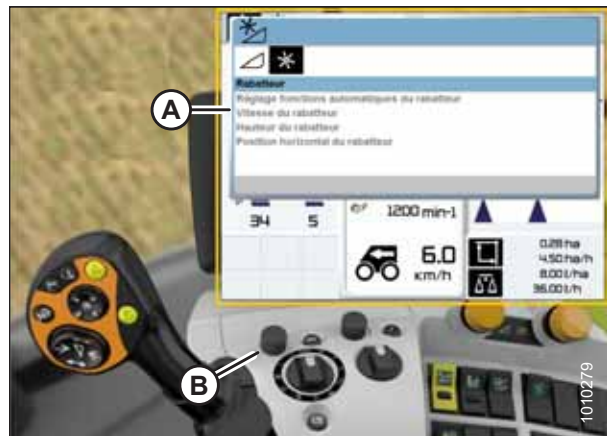 Rabatteur
Réglage fonctions automatiques du rabatteur
Vitesse du rabatteur
Hauteur du rabatteur
Position horizontal du rabatteur
A
34
5
1200 min-1
6.0
km/h
0.28 ha
4.50 ha/h
8.00 l/ha
36.00 l/h
B
1010279